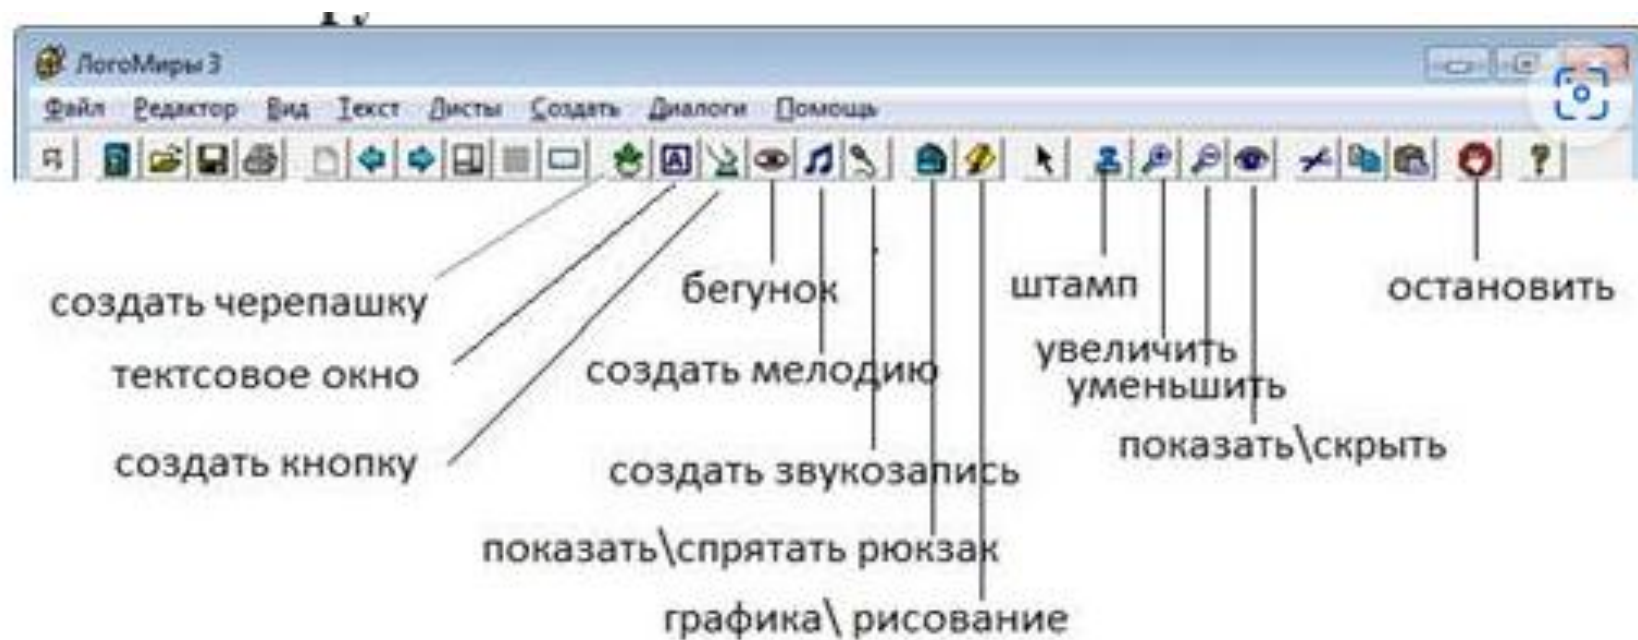 ЛогоМиры 3
Файл Редактор Вид Текст Листы Создать Диалоги Помощь
создать черепашку
бегунок
штамп
остановить
тектсовое окно
создать мелодию
увеличить
уменьшить
создать кнопку
создать звукозапись
показать\скрыть
показать\спрятать рюкзак
графика\ рисование